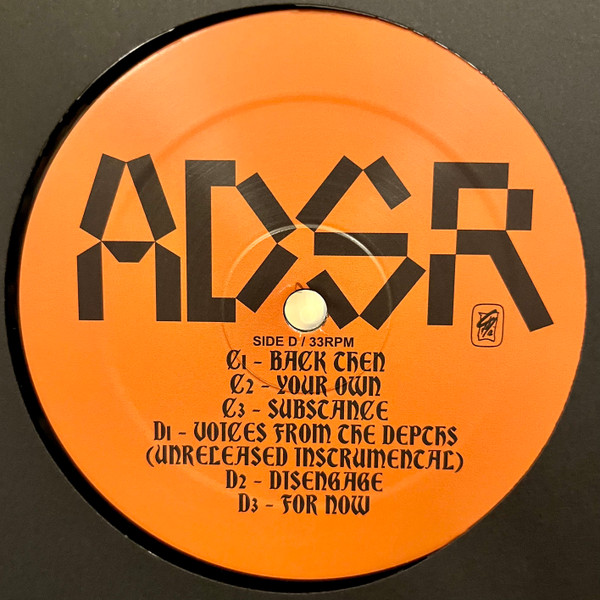 ADSR
SIDE D / 33RPM
C1 - BACK THEN
C2 - YOUR OWN
C3 - SUBSTANCE
D1 - VOICES FROM THE DEPTHS
(UNRELEASED INSTRUMENTAL)
D2 - DISENGAGE
D3 - FOR NOW